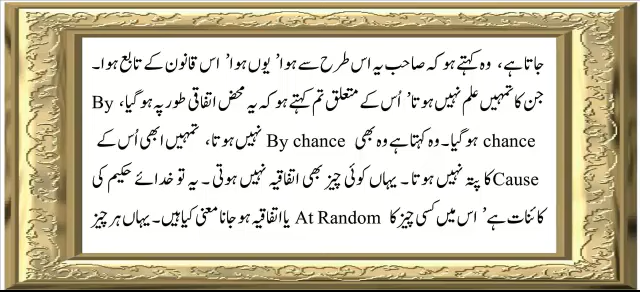 جاتا ہے، وہ کہتے ہو کہ صاحب یہ اس طرح سے ہوا’ یوں ہوا’ اس قانون کے تابع ہوا۔
جن کا تمہیں علم نہیں ہوتا’ اُس کے متعلق تم کہتے ہو کہ یہ محض اتفاقی طور پہ ہو گیا، By
chance ہو گیا۔ وہ کہتا ہے وہ بھی By chance نہیں ہوتا، تمہیں ابھی اُس کے
Cause کا پتہ نہیں ہوتا۔ یہاں کوئی چیز بھی اتفاقیہ نہیں ہوتی۔ یہ تو خدائے حکیم کی
کائنات ہے’ اس میں کسی چیز کا At Random یا اتفاقیہ ہو جانا معنی کیا ہیں۔ یہاں ہر چیز